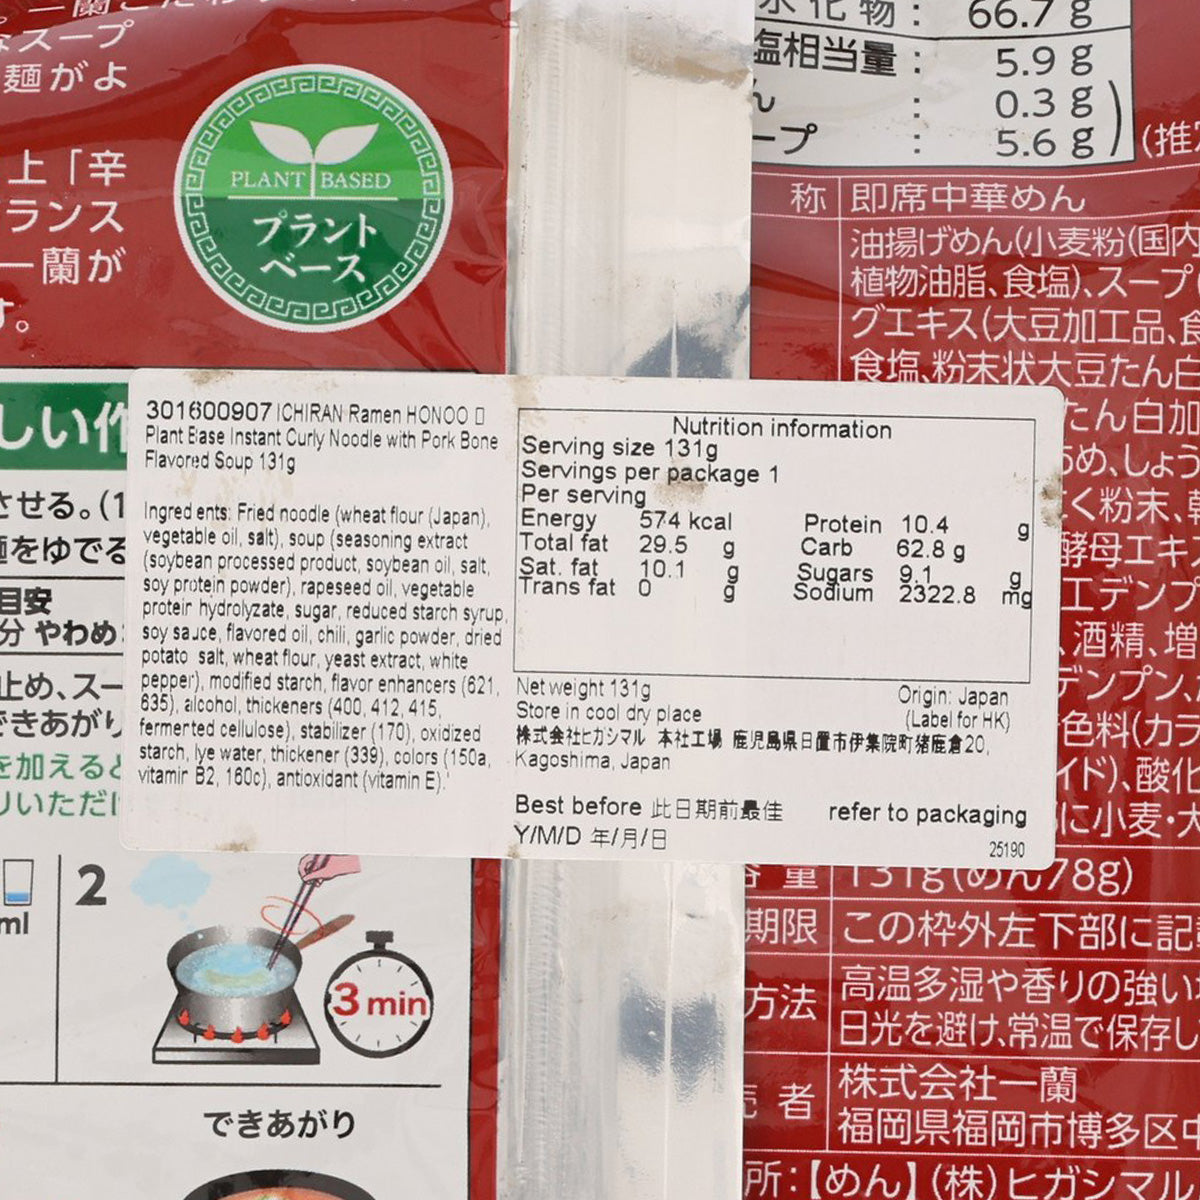 なスープ
麺がよ
上「辛
ランス
一蘭が
す。
PLANT BASED
プラント
ベース
水化物： 66.7 g
塩相当量： 5.9 g
ん ： 0.3 g
ープ ： 5.6 g
称 即席中華めん
油揚げめん(小麦粉(国内
植物油脂、食塩)、スープ
グエキス(大豆加工品、食
食塩、粉末状大豆たん白
たん白加
うめ、しょう
く粉末、
酵母エキ
エデンプ
、酒精、増
デンプン、
色料(カラ
イド)、酸化
に小麦・大
しい作
させる。(1
麺をゆでる
目安
分 やわめ
止め、スー
できあがり
を加えると
りいただけ
301600907 ICHIRAN Ramen HONOO
Plant Base Instant Curly Noodle with Pork Bone
Flavored Soup 131g
Ingredients: Fried noodle (wheat flour (Japan),
vegetable oil, salt), soup (seasoning extract
(soybean processed product, soybean oil, salt,
soy protein powder), rapeseed oil, vegetable
protein hydrolyzate, sugar, reduced starch syrup,
soy sauce, flavored oil, chili, garlic powder, dried
potato salt, wheat flour, yeast extract, white
pepper), modified starch, flavor enhancers (621,
635), alcohol, thickeners (400, 412, 415,
fermented cellulose), stabilizer (170), oxidized
starch, lye water, thickener (339), colors (150a,
vitamin B2, 160c), antioxidant (vitamin E).
Nutrition information
Serving size 131g
Servings per package 1
Per serving
Energy 574 kcal Protein 10.4 g
Total fat 29.5 g Carb 62.8 g
Sat. fat 10.1 g Sugars 9.1 g
Trans fat 0 g Sodium 2322.8 mg
Net weight 131g Origin: Japan
Store in cool dry place (Label for HK)
株式会社ヒガシマル 本社工場 鹿児島県日置市伊集院町猪鹿倉20,
Kagoshima, Japan
Best before 此日期前最佳 refer to packaging
Y/M/D 年/月/日
25190
ml
2
3 min
できあがり
容量 131g(めん78g)
期限 この枠外左下部に記
方法 高温多湿や香りの強い
日光を避け、常温で保存し
売者 株式会社一蘭
福岡県福岡市博多区中
所：【めん】(株)ヒガシマル